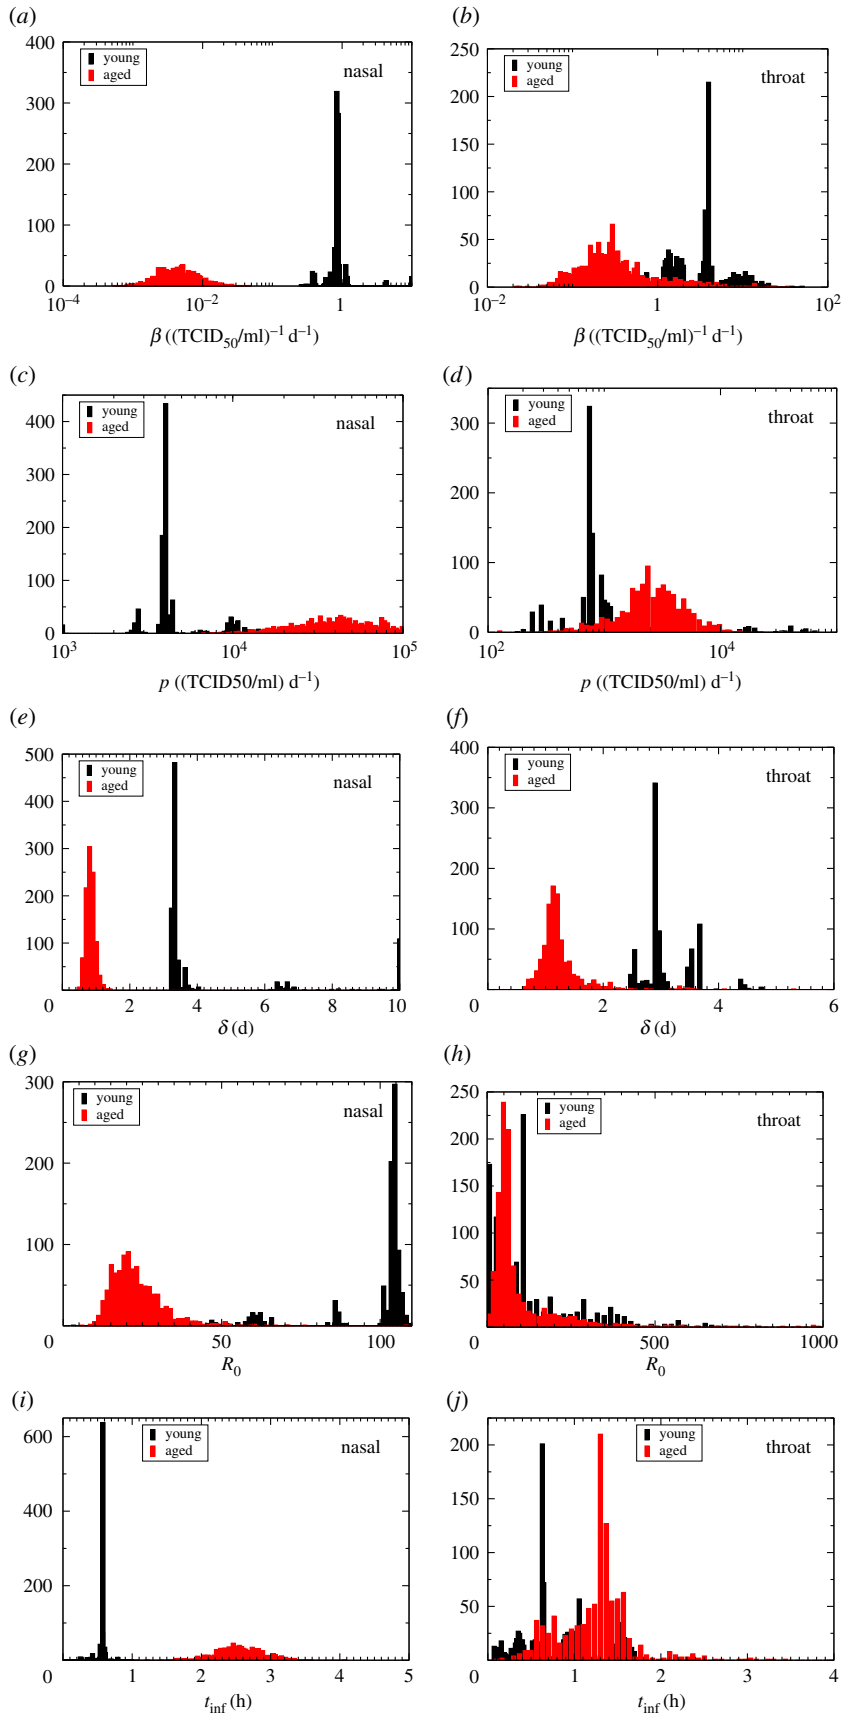 (a)
400
300
200
100
0
10⁻⁴
10⁻²
1
young
aged
nasal
β ((TCID₅₀/ml)⁻¹ d⁻¹)
(b)
250
200
150
100
50
0
10⁻²
1
10²
young
aged
throat
β ((TCID₅₀/ml)⁻¹ d⁻¹)
(c)
400
300
200
100
0
10³
10⁴
10⁵
young
aged
nasal
p ((TCID50/ml) d⁻¹)
(d)
300
200
100
0
10²
10⁴
young
aged
throat
p ((TCID50/ml) d⁻¹)
(e)
500
400
300
200
100
0
2
4
6
8
10
young
aged
nasal
δ (d)
(f)
400
300
200
100
0
2
4
6
young
aged
throat
δ (d)
(g)
300
200
100
0
50
100
young
aged
nasal
R₀
(h)
250
200
150
100
50
0
500
1000
young
aged
throat
R₀
(i)
600
400
200
0
1
2
3
4
5
young
aged
nasal
t_inf (h)
(j)
200
150
100
50
0
1
2
3
4
young
aged
throat
t_inf (h)